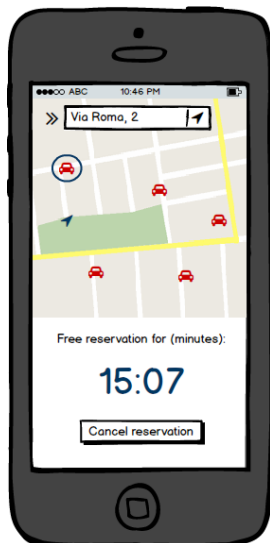 ABC 10:46 PM
Via Roma, 2
Free reservation for (minutes):
15:07
Cancel reservation